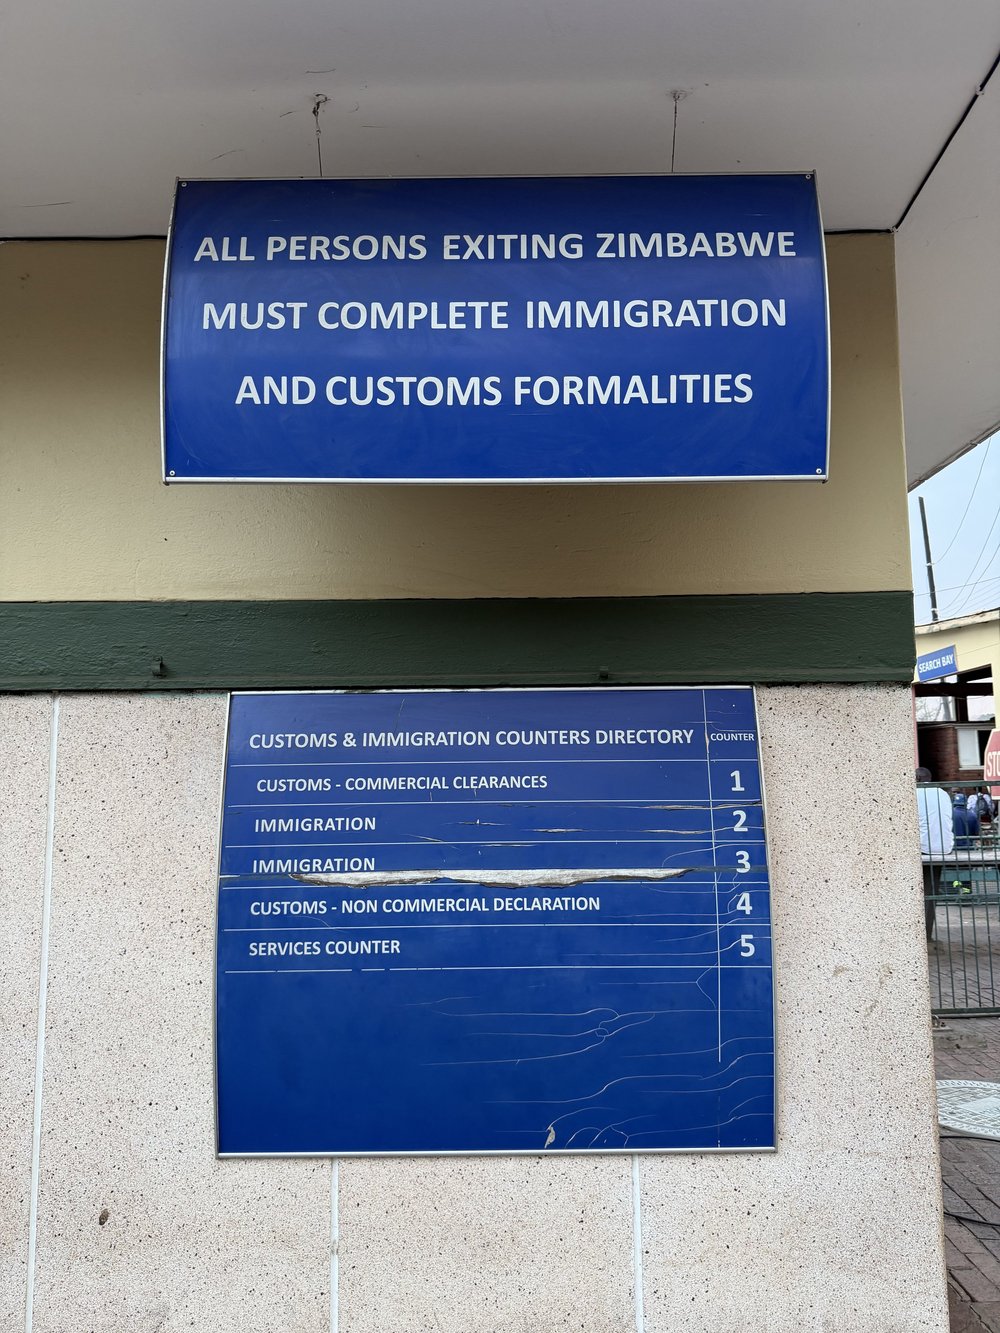 ALL PERSONS EXITING ZIMBABWE
MUST COMPLETE IMMIGRATION
AND CUSTOMS FORMALITIES
CUSTOMS & IMMIGRATION COUNTERS DIRECTORY COUNTER
CUSTOMS - COMMERCIAL CLEARANCES 1
IMMIGRATION 2
IMMIGRATION 3
CUSTOMS - NON COMMERCIAL DECLARATION 4
SERVICES COUNTER 5
SEARCH BAY